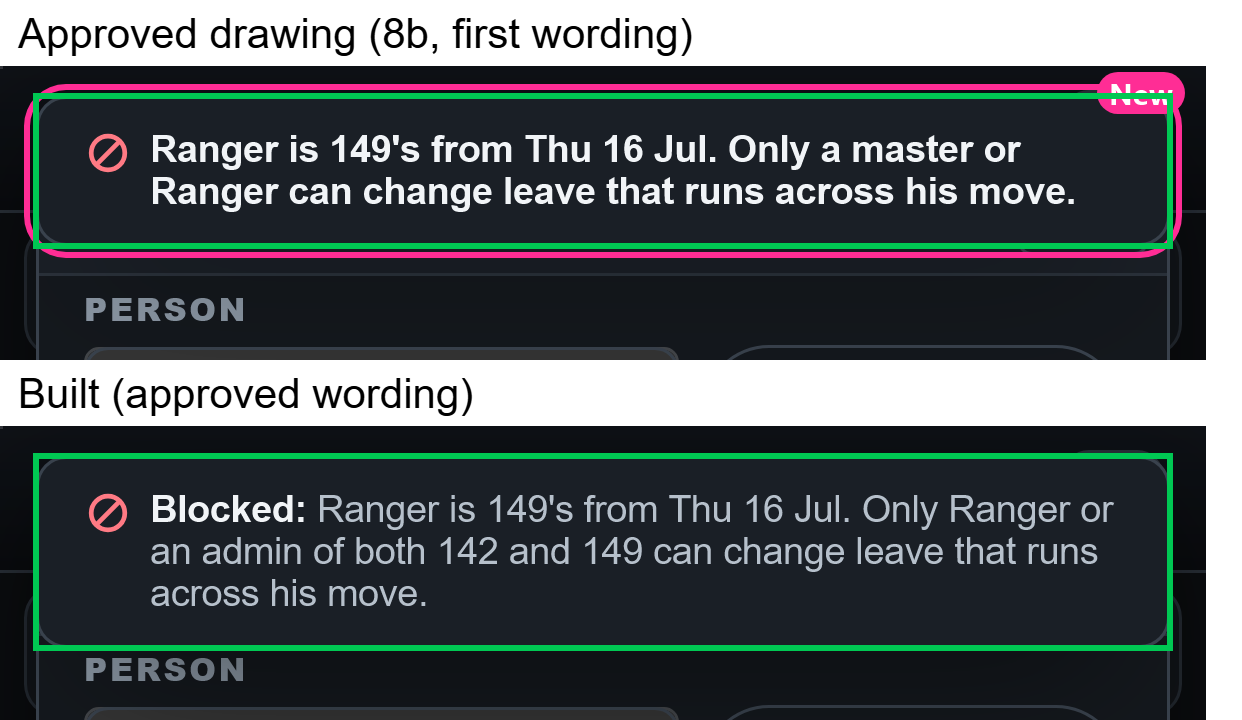 Approved drawing (8b, first wording)
New
Ranger is 149's from Thu 16 Jul. Only a master or
Ranger can change leave that runs across his move.
PERSON
Built (approved wording)
Blocked: Ranger is 149's from Thu 16 Jul. Only Ranger or
an admin of both 142 and 149 can change leave that runs
across his move.
PERSON